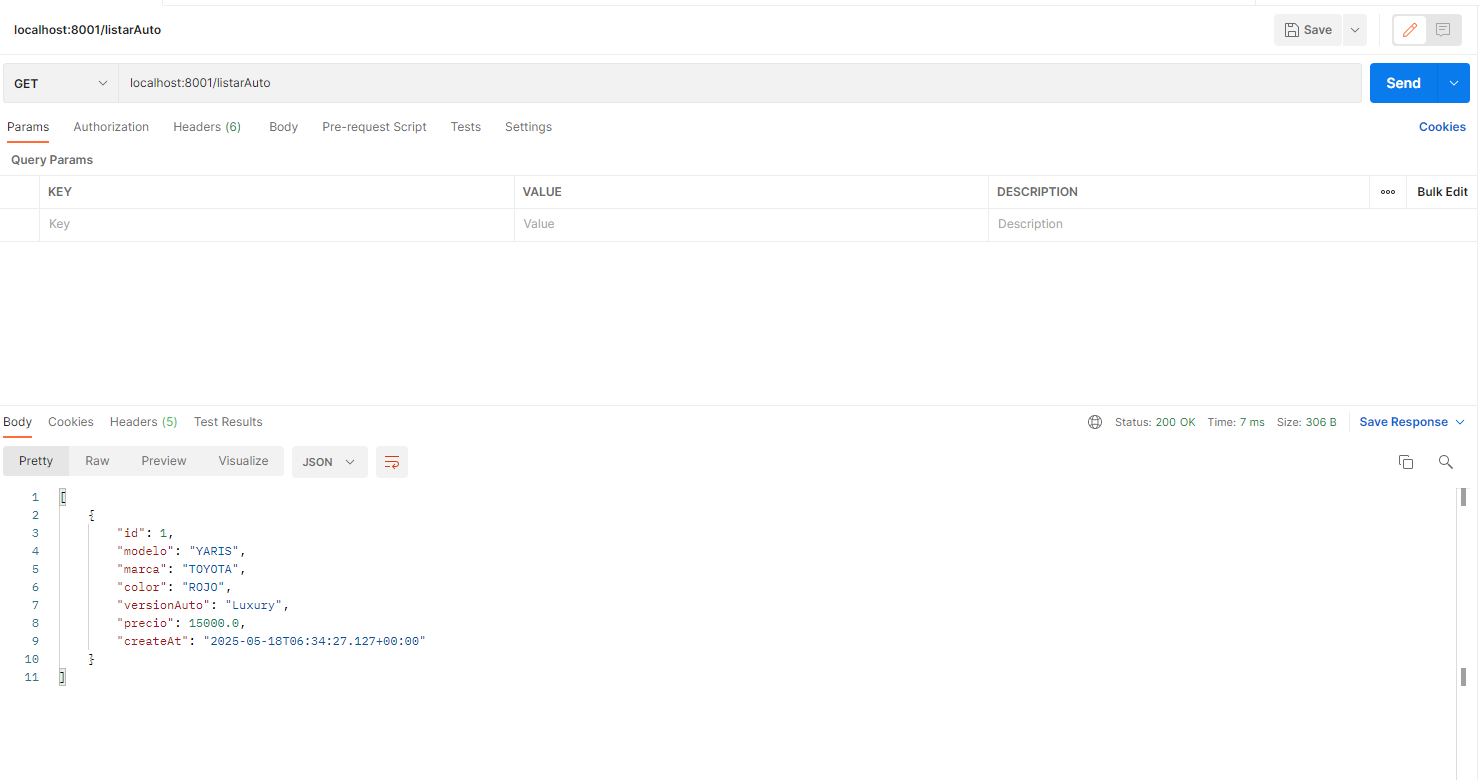 localhost:8001/listarAuto
Save
GET localhost:8001/listarAuto Send
Params Authorization Headers (6) Body Pre-request Script Tests Settings Cookies
Query Params
KEY VALUE DESCRIPTION ooo Bulk Edit
Key Value Description
Body Cookies Headers (5) Test Results Status: 200 OK Time: 7 ms Size: 306 B Save Response
Pretty Raw Preview Visualize JSON
1 [
2 {
3 "id": 1,
4 "modelo": "YARIS",
5 "marca": "TOYOTA",
6 "color": "ROJO",
7 "versionAuto": "Luxury",
8 "precio": 15000.0,
9 "createAt": "2025-05-18T06:34:27.127+00:00"
10 }
11 ]